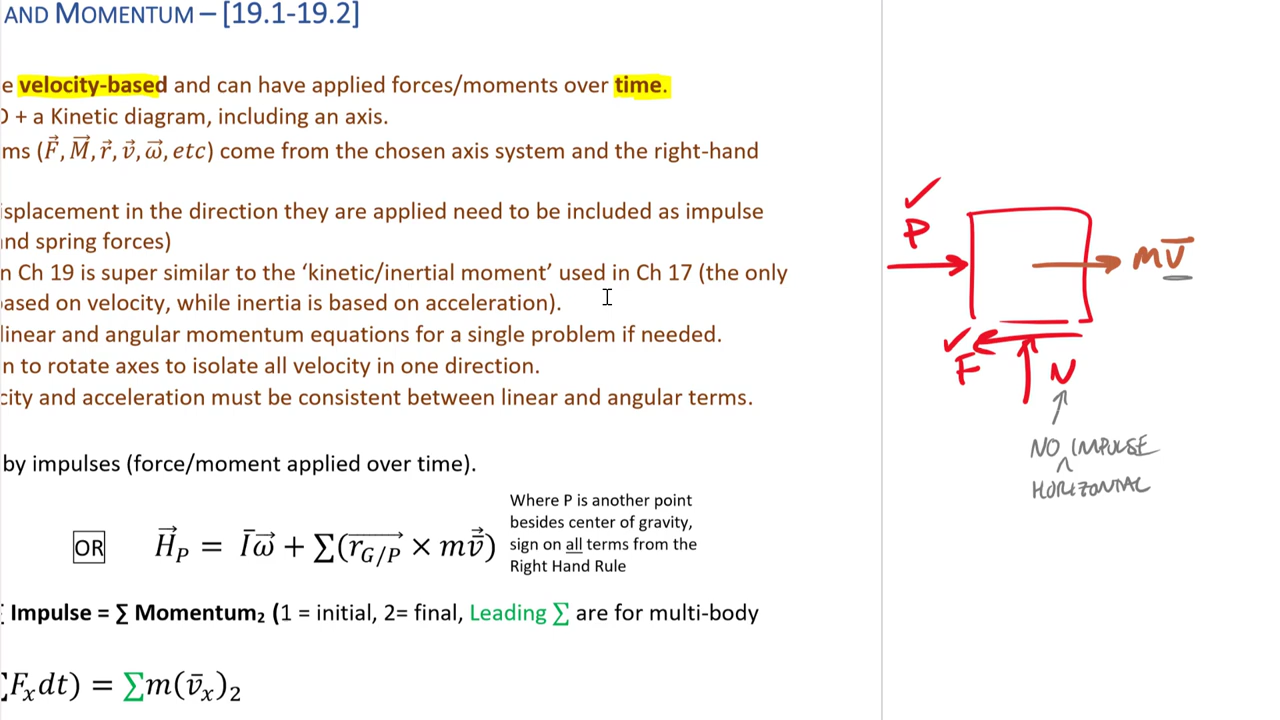 AND MOMENTUM – [19.1-19.2]
e velocity-based and can have applied forces/moments over time.
+ a Kinetic diagram, including an axis.
ms (F⃗, M⃗, r⃗, v⃗, ω⃗, etc) come from the chosen axis system and the right-hand
isplacement in the direction they are applied need to be included as impulse
nd spring forces)
n Ch 19 is super similar to the ‘kinetic/inertial moment’ used in Ch 17 (the only
ased on velocity, while inertia is based on acceleration).
linear and angular momentum equations for a single problem if needed.
n to rotate axes to isolate all velocity in one direction.
city and acceleration must be consistent between linear and angular terms.
by impulses (force/moment applied over time).
OR H⃗_P = Īω⃗ + ∑(r_{G/P}⃗ × mv̄⃗)
Where P is another point
besides center of gravity,
sign on all terms from the
Right Hand Rule
Impulse = ∑ Momentum₂ (1 = initial, 2= final, Leading ∑ are for multi-body
F_x dt) = ∑m(v̄_x)₂
P
mv̄
F
N
NO IMPULSE
HORIZONTAL